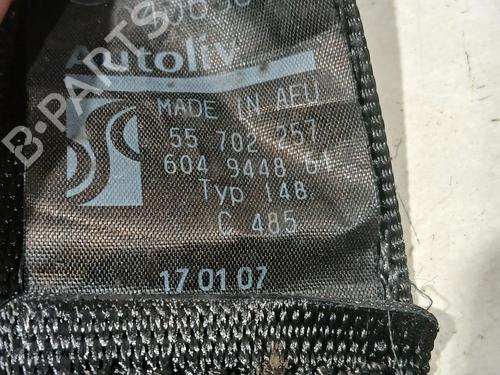 Autoliv
MADE IN AEU
55 702 257
604 9448 64
Typ 148
C 485
17 01 07
B-PARTS